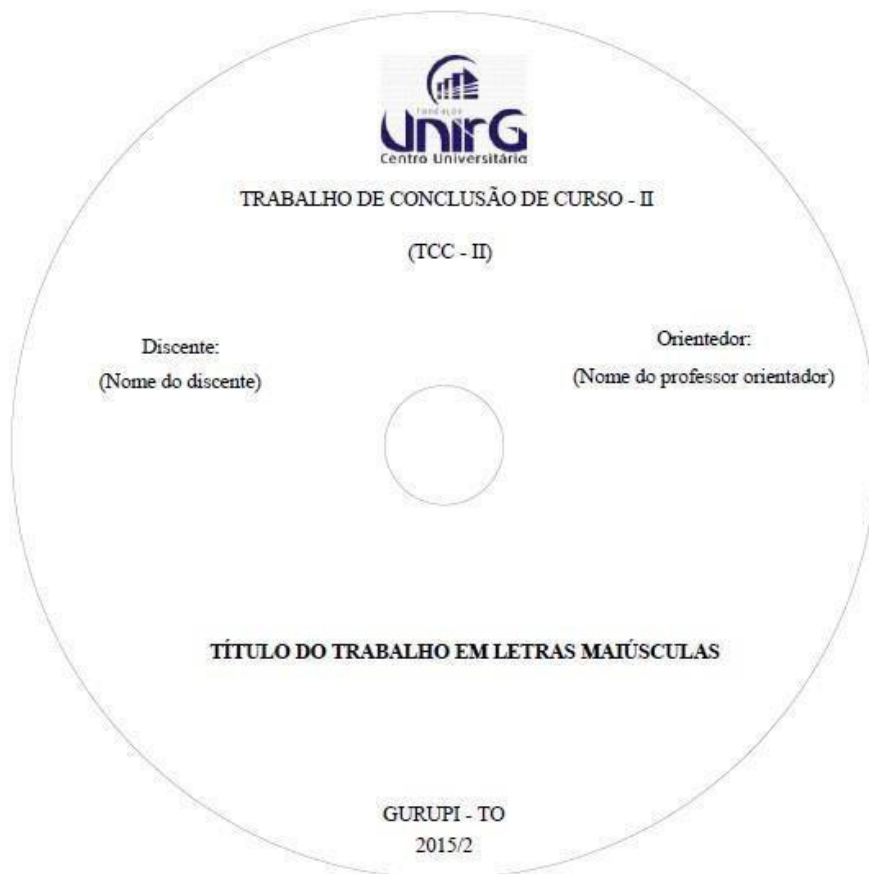 Fundação
UnirG
Centro Universitário
TRABALHO DE CONCLUSÃO DE CURSO - II
(TCC - II)
Discente:
(Nome do discente)
Orientedor:
(Nome do professor orientador)
TÍTULO DO TRABALHO EM LETRAS MAIÚSCULAS
GURUPI - TO
2015/2